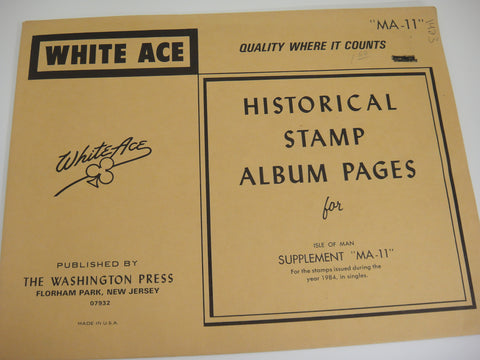 "MA-11"
WHITE ACE
QUALITY WHERE IT COUNTS
HISTORICAL
STAMP
ALBUM PAGES
for
ISLE OF MAN
SUPPLEMENT "MA-11"
For the stamps issued during the
year 1984, in singles.
White Ace
PUBLISHED BY
THE WASHINGTON PRESS
FLORHAM PARK, NEW JERSEY
07932
MADE IN U.S.A.